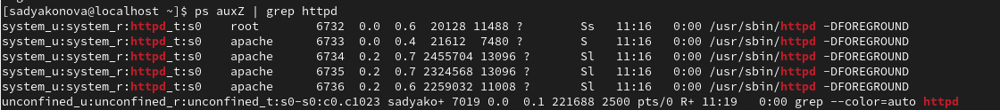 [sadyakonova@localhost ~]$ ps auxZ | grep httpd
system_u:system_r:httpd_t:s0    root        6732  0.0  0.6  20128 11488 ?        Ss   11:16   0:00 /usr/sbin/httpd -DFOREGROUND
system_u:system_r:httpd_t:s0    apache      6733  0.0  0.4  21612  7480 ?        S    11:16   0:00 /usr/sbin/httpd -DFOREGROUND
system_u:system_r:httpd_t:s0    apache      6734  0.2  0.7 2455704 13096 ?       Sl   11:16   0:00 /usr/sbin/httpd -DFOREGROUND
system_u:system_r:httpd_t:s0    apache      6735  0.2  0.7 2324568 13096 ?       Sl   11:16   0:00 /usr/sbin/httpd -DFOREGROUND
system_u:system_r:httpd_t:s0    apache      6736  0.2  0.6 2259032 11008 ?       Sl   11:16   0:00 /usr/sbin/httpd -DFOREGROUND
unconfined_u:unconfined_r:unconfined_t:s0-s0:c0.c1023 sadyako+ 7019 0.0  0.1 221688 2500 pts/0 R+ 11:19   0:00 grep --color=auto httpd